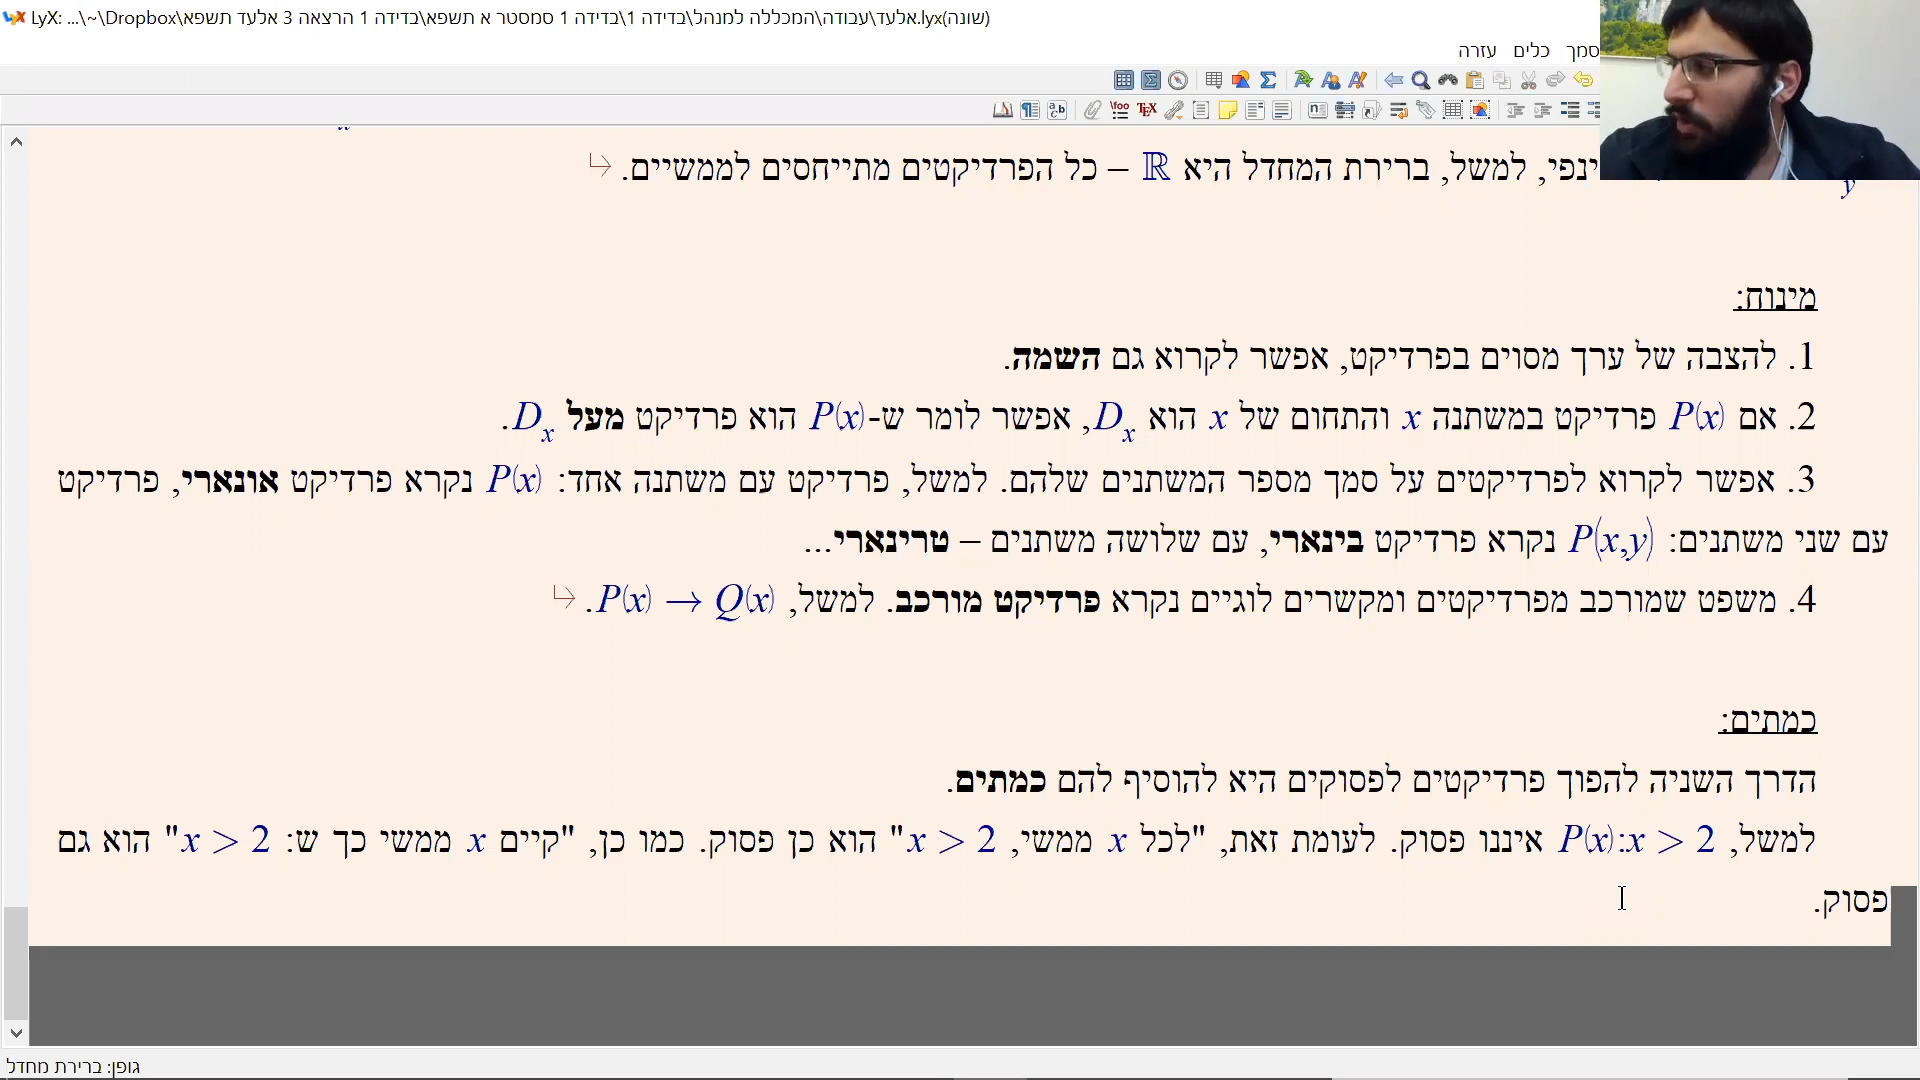 LyX: ...\~\Dropbox\אלעד\עבודה\המכללה למנהל\בדידה 1\בדידה 1 סמסטר א תשפא\בדידה 1 הרצאה 3 אלעד תשפא.lyx(שונה)
סמך כלים עזרה
ינפי, למשל, ברירת המחדל היא ℝ – כל הפרדיקטים מתייחסים לממשיים.
y
מינוח:
1. להצבה של ערך מסוים בפרדיקט, אפשר לקרוא גם השמה.
2. אם P(x) פרדיקט במשתנה x והתחום של x הוא D_x, אפשר לומר ש-P(x) הוא פרדיקט מעל D_x.
3. אפשר לקרוא לפרדיקטים על סמך מספר המשתנים שלהם. למשל, פרדיקט עם משתנה אחד: P(x) נקרא פרדיקט אונארי, פרדיקט
עם שני משתנים: P(x,y) נקרא פרדיקט בינארי, עם שלושה משתנים – טרינארי...
4. משפט שמורכב מפרדיקטים ומקשרים לוגיים נקרא פרדיקט מורכב. למשל, P(x) → Q(x).
כמתים:
הדרך השניה להפוך פרדיקטים לפסוקים היא להוסיף להם כמתים.
למשל, P(x):x > 2 איננו פסוק. לעומת זאת, "לכל x ממשי, x > 2" הוא כן פסוק. כמו כן, "קיים x ממשי כך ש: x > 2" הוא גם
פסוק.
גופן: ברירת מחדל